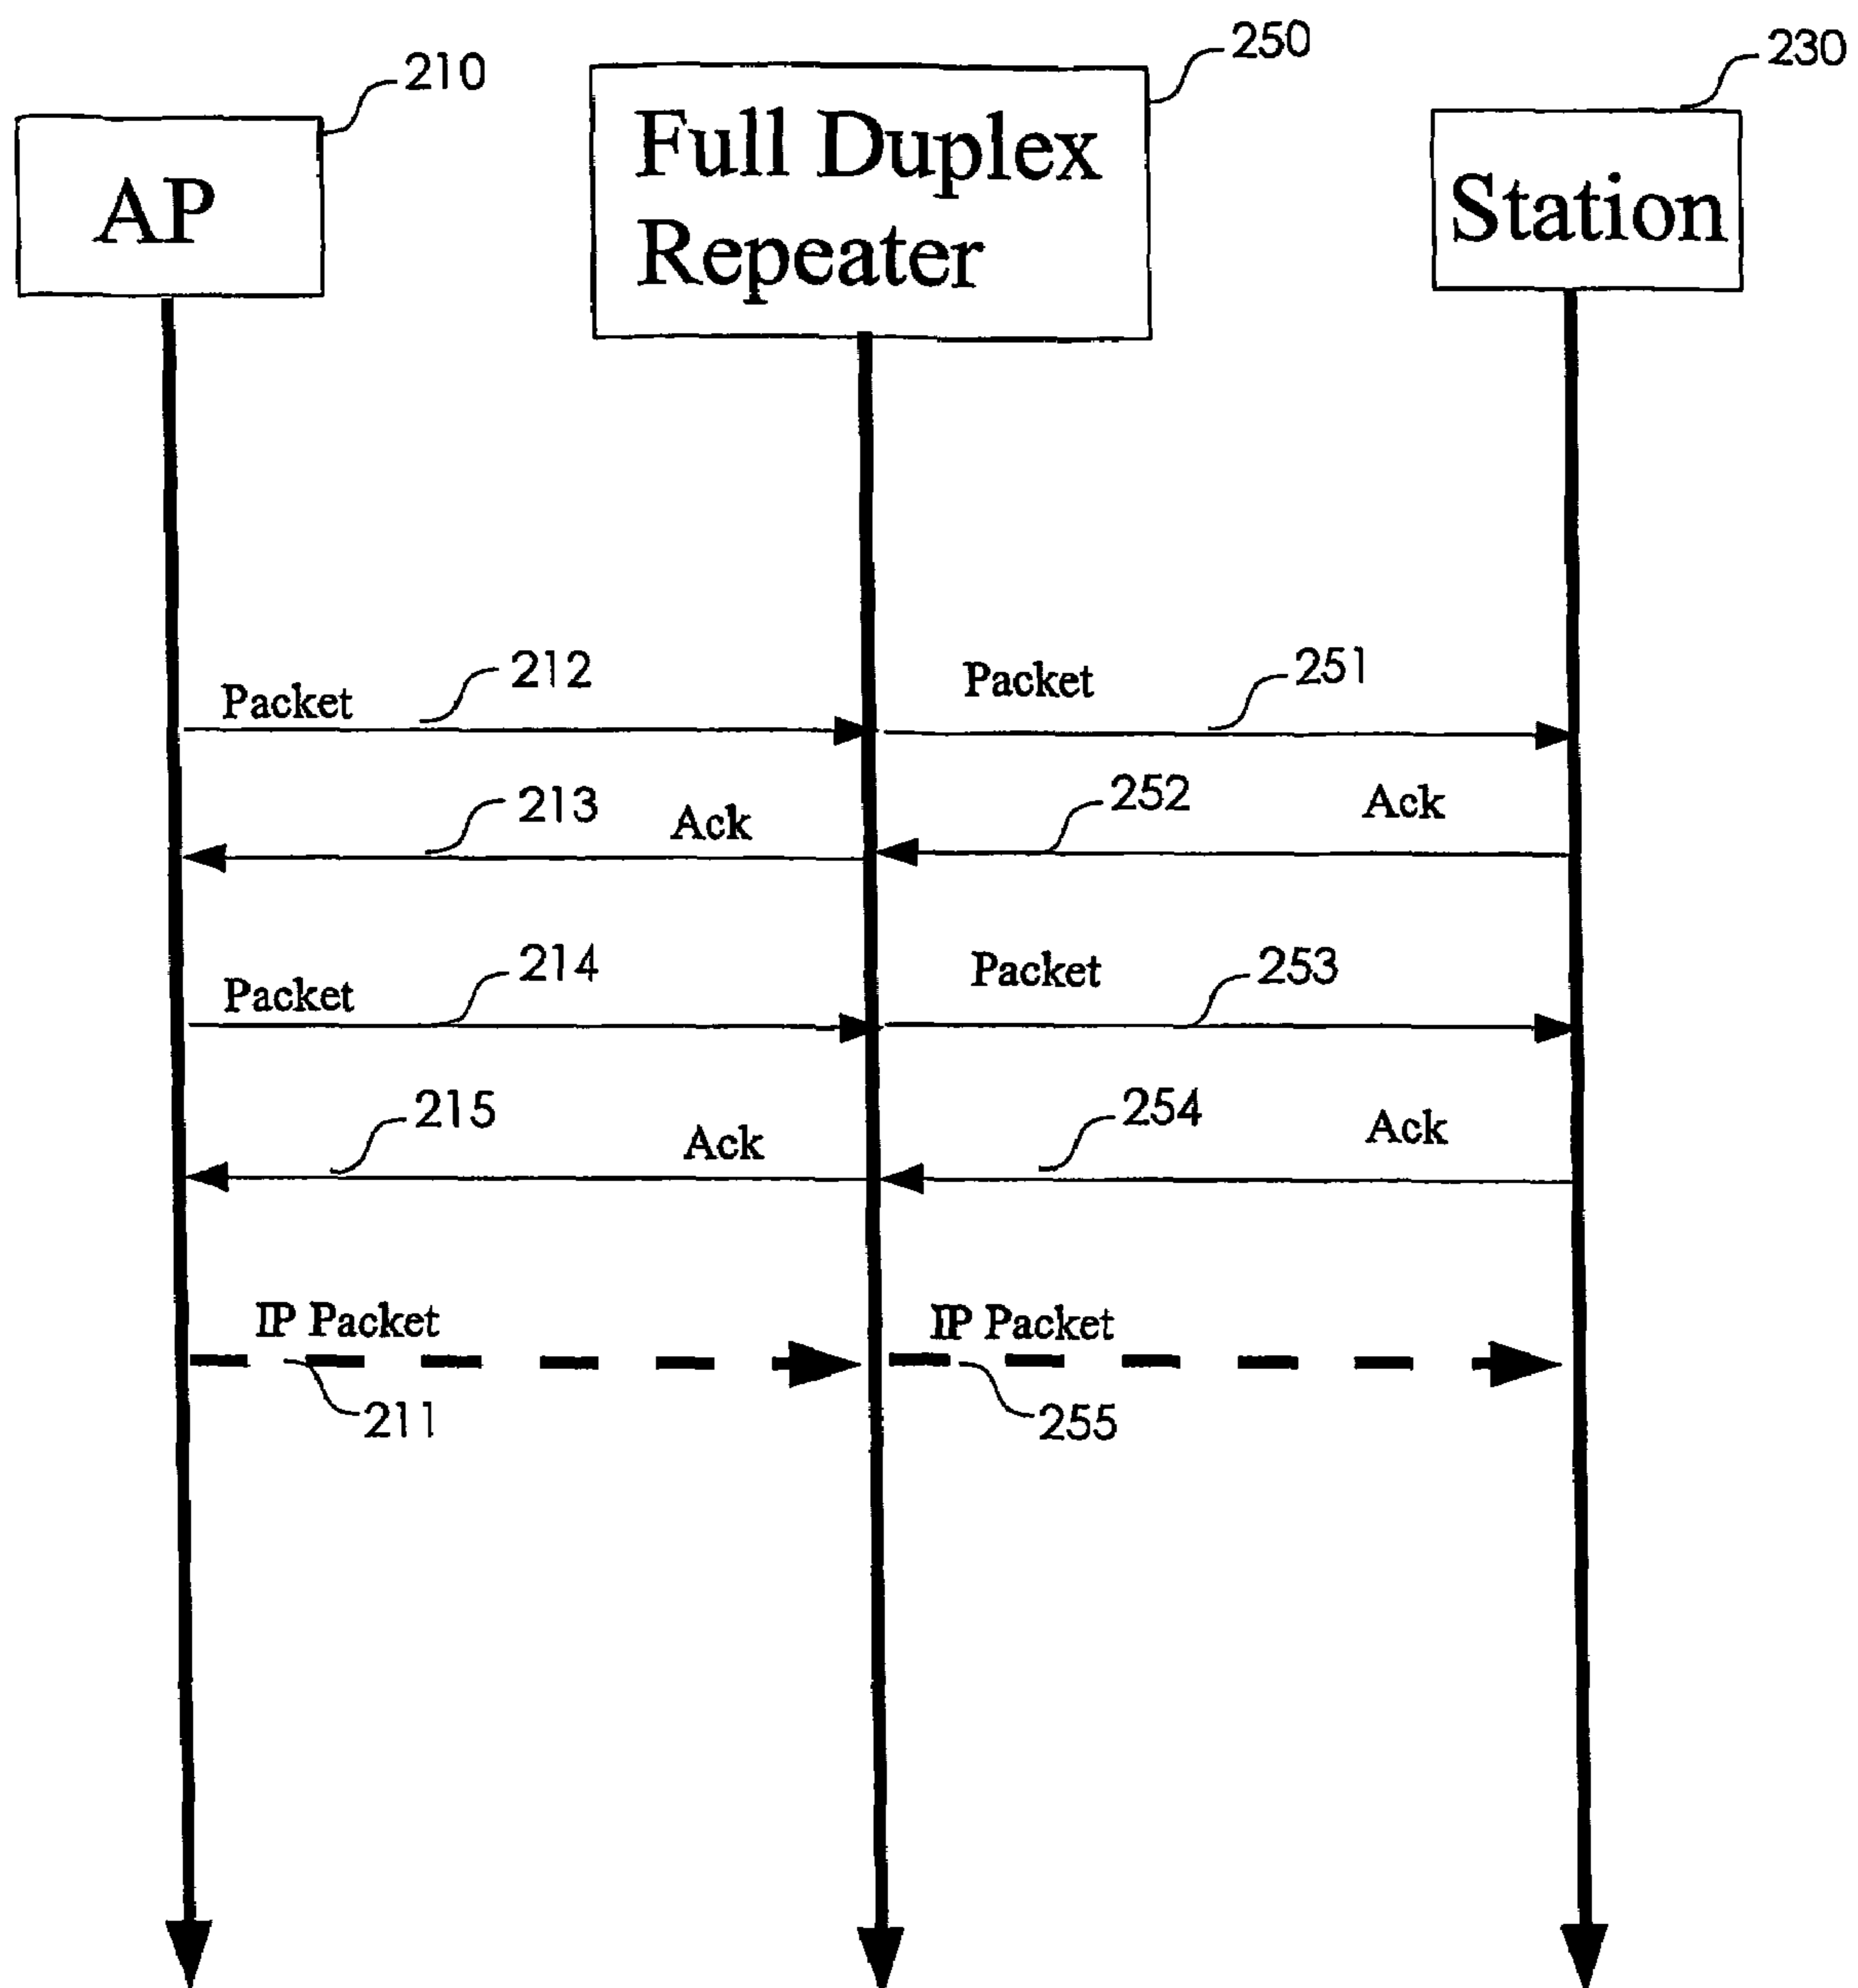 210
250
230
AP
Full Duplex
Repeater
Station
Packet
212
Packet
251
213
Ack
252
Ack
Packet
214
Packet
253
215
Ack
254
Ack
IP Packet
IP Packet
211
255